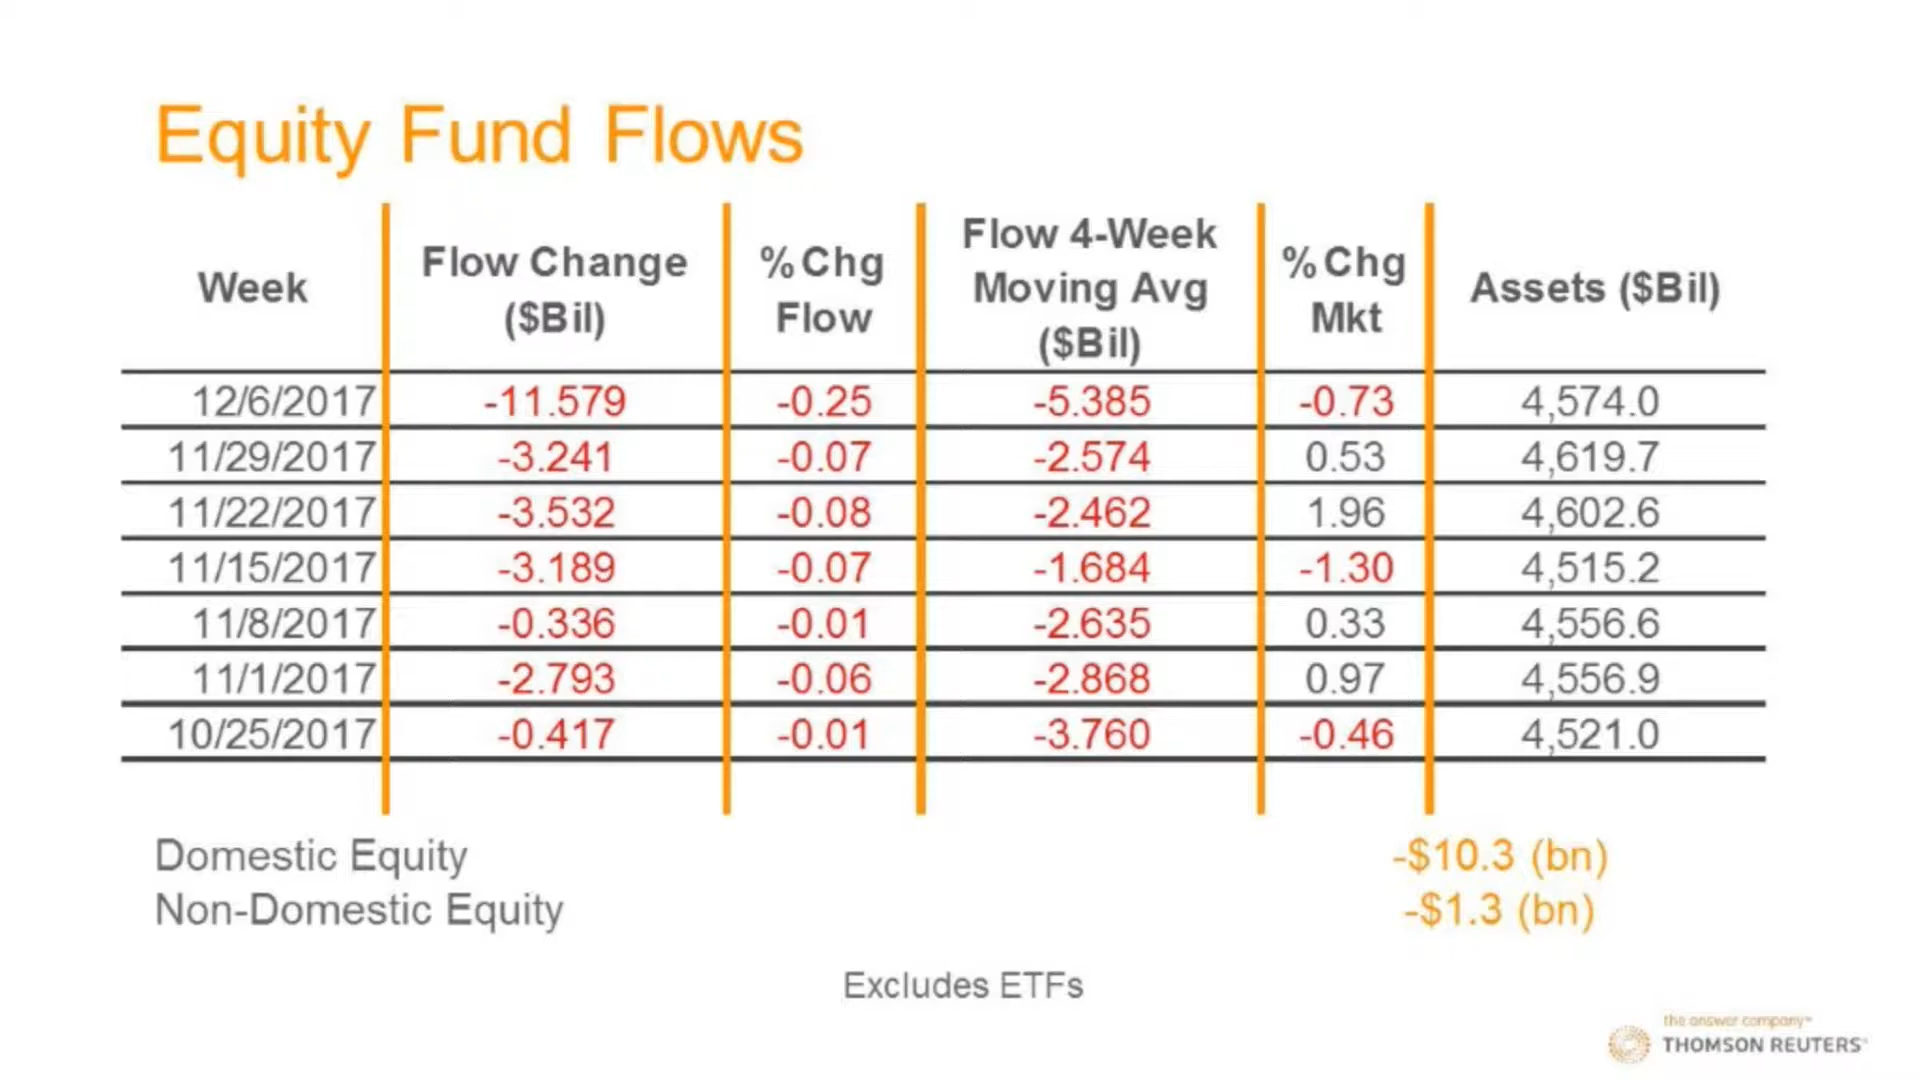 Equity Fund Flows
Week | Flow Change ($Bil) | % Chg Flow | Flow 4-Week Moving Avg ($Bil) | % Chg Mkt | Assets ($Bil)
12/6/2017 | -11.579 | -0.25 | -5.385 | -0.73 | 4,574.0
11/29/2017 | -3.241 | -0.07 | -2.574 | 0.53 | 4,619.7
11/22/2017 | -3.532 | -0.08 | -2.462 | 1.96 | 4,602.6
11/15/2017 | -3.189 | -0.07 | -1.684 | -1.30 | 4,515.2
11/8/2017 | -0.336 | -0.01 | -2.635 | 0.33 | 4,556.6
11/1/2017 | -2.793 | -0.06 | -2.868 | 0.97 | 4,556.9
10/25/2017 | -0.417 | -0.01 | -3.760 | -0.46 | 4,521.0
Domestic Equity -$10.3 (bn)
Non-Domestic Equity -$1.3 (bn)
Excludes ETFs
the answer company™
THOMSON REUTERS®